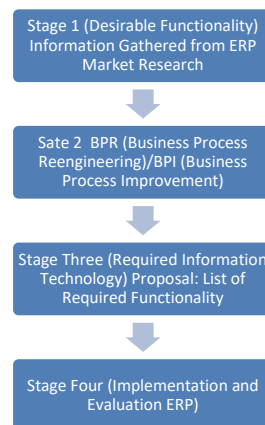 Stage 1 (Desirable Functionality)
Information Gathered from ERP
Market Research
Sate 2  BPR (Business Process
Reengineering)/BPI (Business
Process Improvement)
Stage Three (Required Information
Technology) Proposal: List of
Required Functionality
Stage Four (Implementation and
Evaluation ERP)